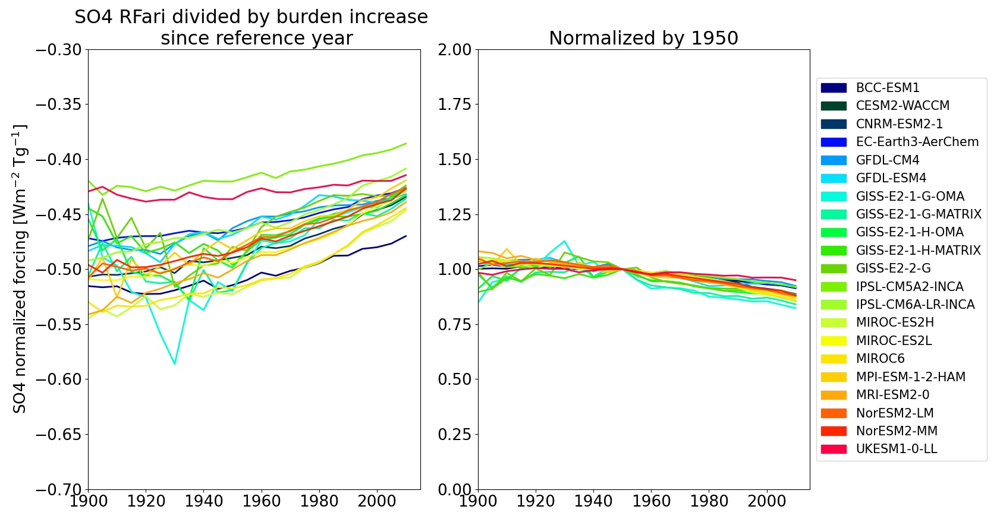 SO4 RFari divided by burden increase
since reference year
Normalized by 1950
SO4 normalized forcing [Wm⁻² Tg⁻¹]
−0.30
−0.35
−0.40
−0.45
−0.50
−0.55
−0.60
−0.65
−0.70
1900 1920 1940 1960 1980 2000
2.00
1.75
1.50
1.25
1.00
0.75
0.50
0.25
0.00
1900 1920 1940 1960 1980 2000
BCC-ESM1
CESM2-WACCM
CNRM-ESM2-1
EC-Earth3-AerChem
GFDL-CM4
GFDL-ESM4
GISS-E2-1-G-OMA
GISS-E2-1-G-MATRIX
GISS-E2-1-H-OMA
GISS-E2-1-H-MATRIX
GISS-E2-2-G
IPSL-CM5A2-INCA
IPSL-CM6A-LR-INCA
MIROC-ES2H
MIROC-ES2L
MIROC6
MPI-ESM-1-2-HAM
MRI-ESM2-0
NorESM2-LM
NorESM2-MM
UKESM1-0-LL